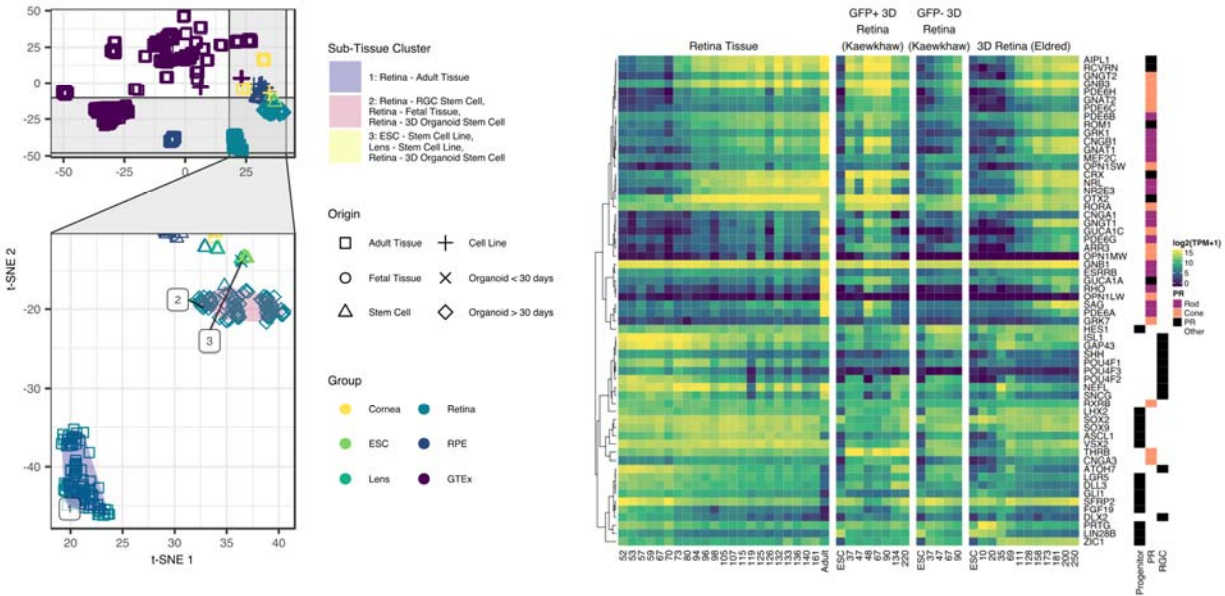 50
25
0
-25
-50
-50
-25
0
25
-20
-30
-40
20
30
40
t-SNE 1
t-SNE 2
1
2
3
Sub-Tissue Cluster
1: Retina - Adult Tissue
2: Retina - RGC Stem Cell,
Retina - Fetal Tissue,
Retina - 3D Organoid Stem Cell
3: ESC - Stem Cell Line,
Lens - Stem Cell Line,
Retina - 3D Organoid Stem Cell
Origin
Adult Tissue
Cell Line
Fetal Tissue
Organoid < 30 days
Stem Cell
Organoid > 30 days
Group
Cornea
Retina
ESC
RPE
Lens
GTEx
Retina Tissue
GFP+ 3D
Retina
(Kaewkhaw)
GFP- 3D
Retina
(Kaewkhaw)
3D Retina (Eldred)
AIPL1
RCVRN
GNGT2
GNB3
PDE6H
GNAT2
PDE6C
PDE6B
ROM1
GRK1
CNGB1
GNAT1
MEF2C
OPN1SW
CRX
NRL
NR2E3
OTX2
RORA
CNGA1
GNGT1
GUCA1C
PDE6G
ARR3
OPN1MW
GNB1
ESRRB
GUCA1A
RHO
OPN1LW
SAG
PDE6A
GRK7
HES1
ISL1
GAP43
SHH
POU4F1
POU4F3
POU4F2
NEFL
SNCG
RXRB
LHX2
SOX2
SOX9
ASCL1
VSX2
THRB
CNGA3
ATOH7
LGR5
DLL3
GLI1
SFRP2
FGF19
DLX2
PRTG
LIN28B
ZIC1
52
53
57
59
67
70
73
80
94
96
98
105
107
115
119
125
126
132
133
136
140
161
Adult
ESC
37
47
48
67
90
134
220
ESC
37
47
67
90
ESC
10
20
35
69
111
128
158
173
181
200
250
Progenitor
PR
RGC
log2(TPM+1)
15
10
5
0
PR
Rod
Cone
PR
Other